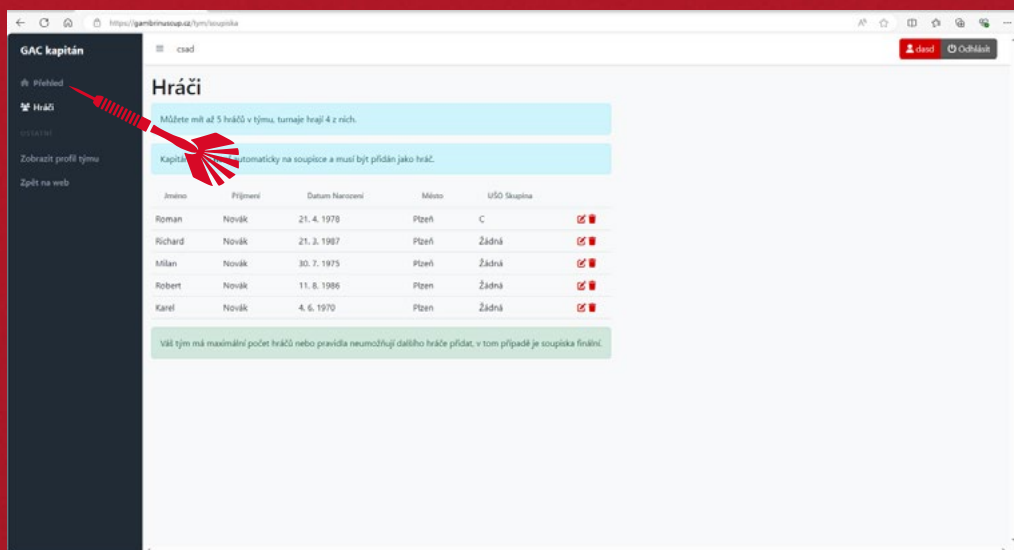 https://gambrinuscup.cz/tym/soupiska
GAC kapitán
csad
dasd
Odhlásit
Přehled
Hráči
OSTATNÍ
Zobrazit profil týmu
Zpět na web
Hráči
Můžete mít až 5 hráčů v týmu, turnaje hrají 4 z nich.
Kapitán automaticky na soupisce a musí být přidán jako hráč.
Jméno Příjmení Datum Narození Město UŠO Skupina
Roman Novák 21. 4. 1978 Plzeň C
Richard Novák 21. 3. 1987 Plzeň Žádná
Milan Novák 30. 7. 1975 Plzeň Žádná
Robert Novák 11. 8. 1986 Plzen Žádná
Karel Novák 4. 6. 1970 Plzen Žádná
Váš tým má maximální počet hráčů nebo pravidla neumožňují dalšího hráče přidat, v tom případě je soupiska finální.